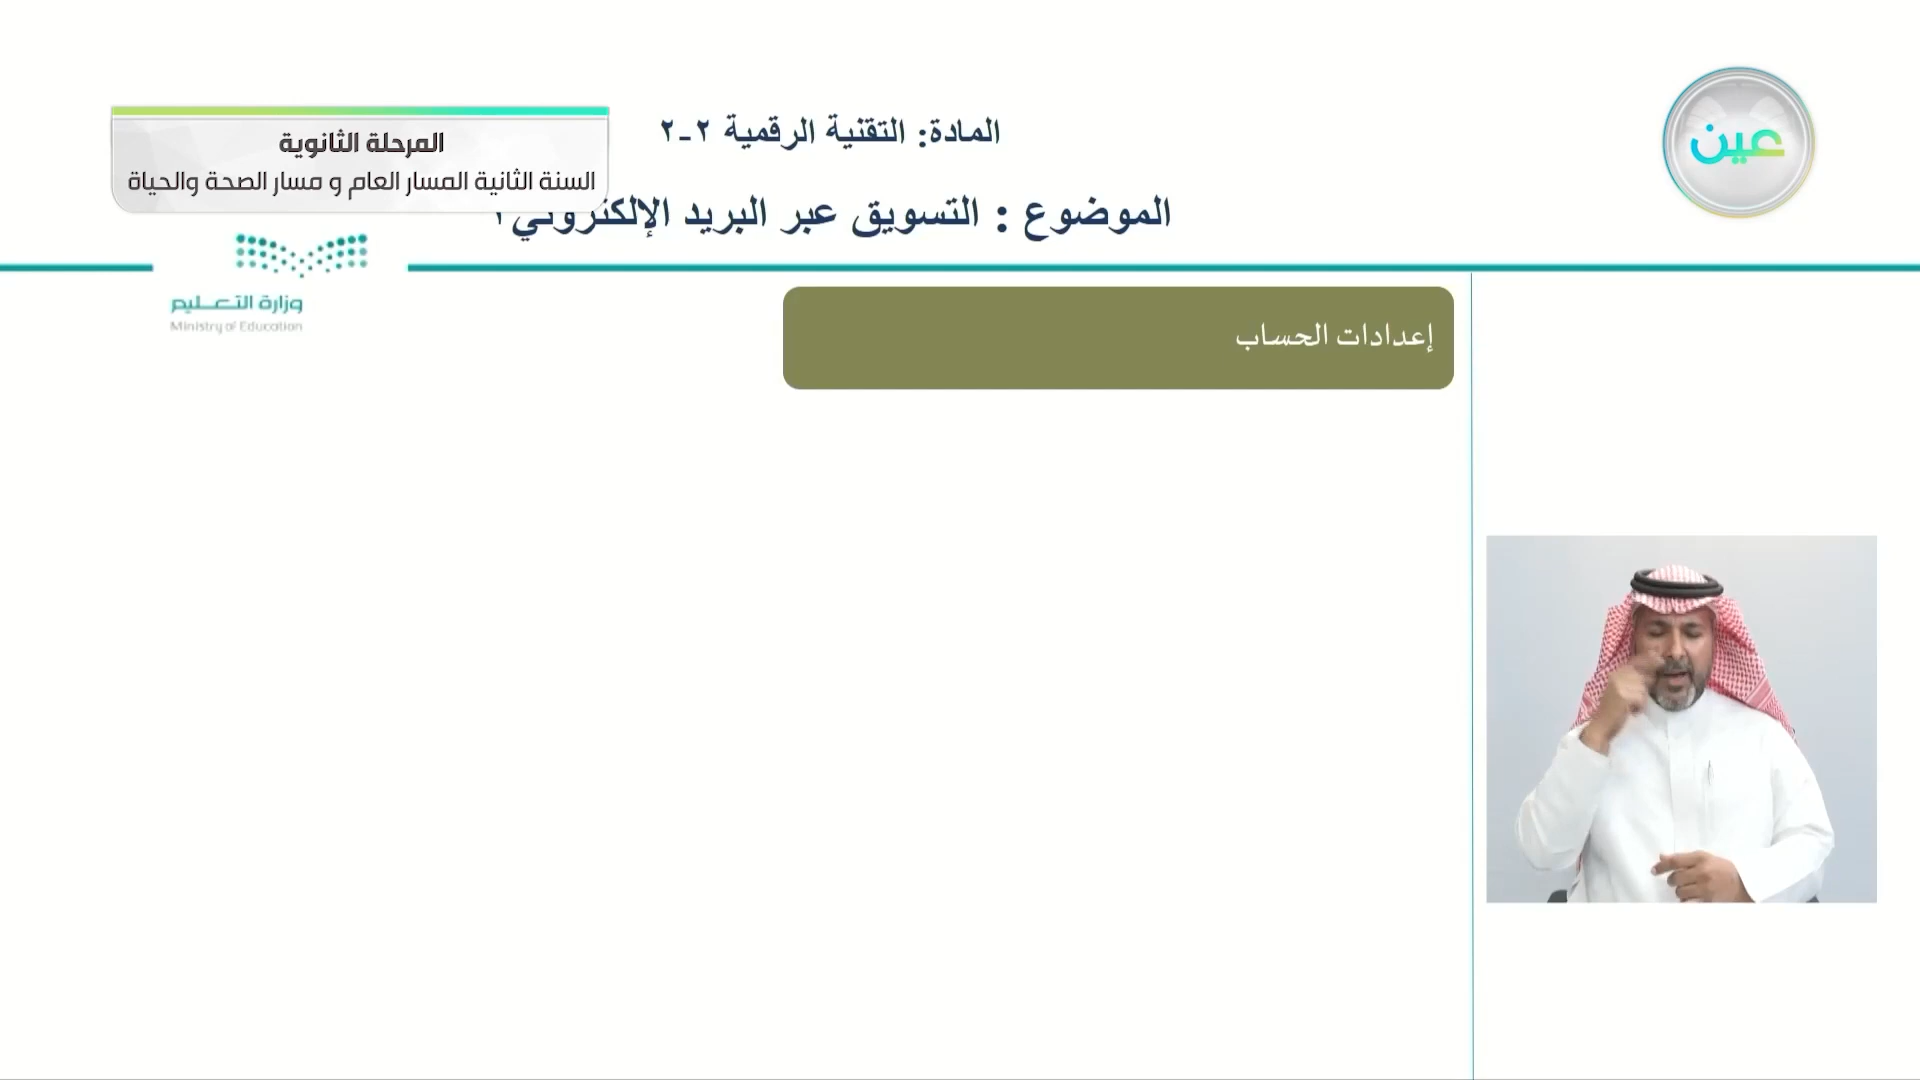 المادة: التقنية الرقمية ٢-٢
عين
المرحلة الثانوية
السنة الثانية المسار العام و مسار الصحة والحياة
الموضوع : التسويق عبر البريد الإلكتروني
وزارة التعليم
Ministry of Education
إعدادات الحساب